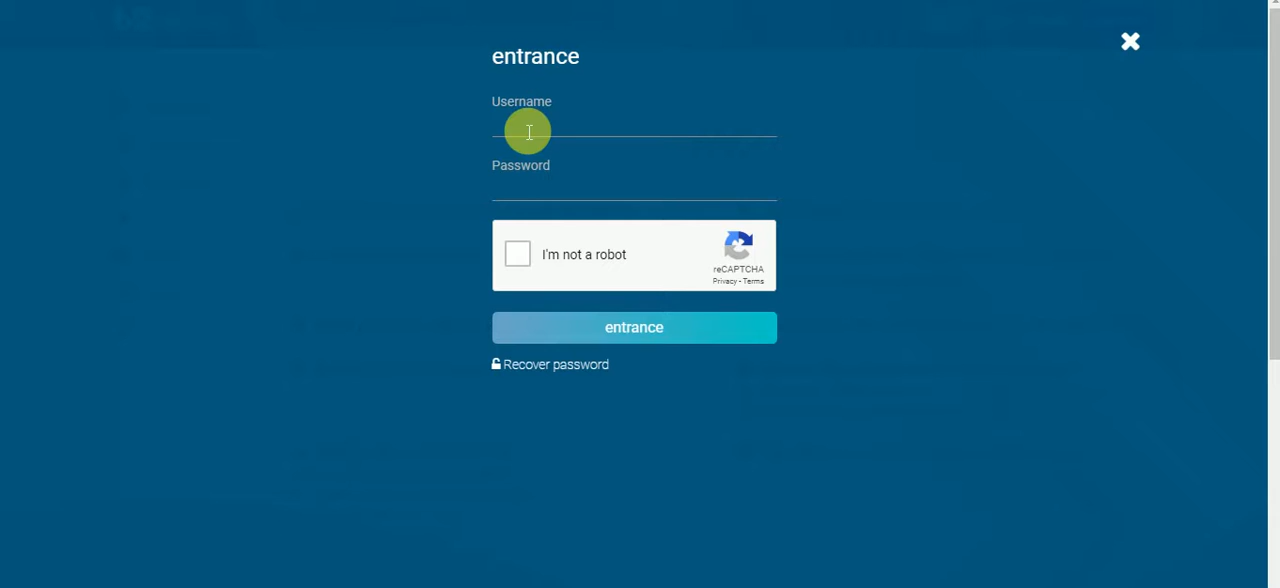 entrance
Username
Password
I'm not a robot
reCAPTCHA
Privacy - Terms
entrance
Recover password